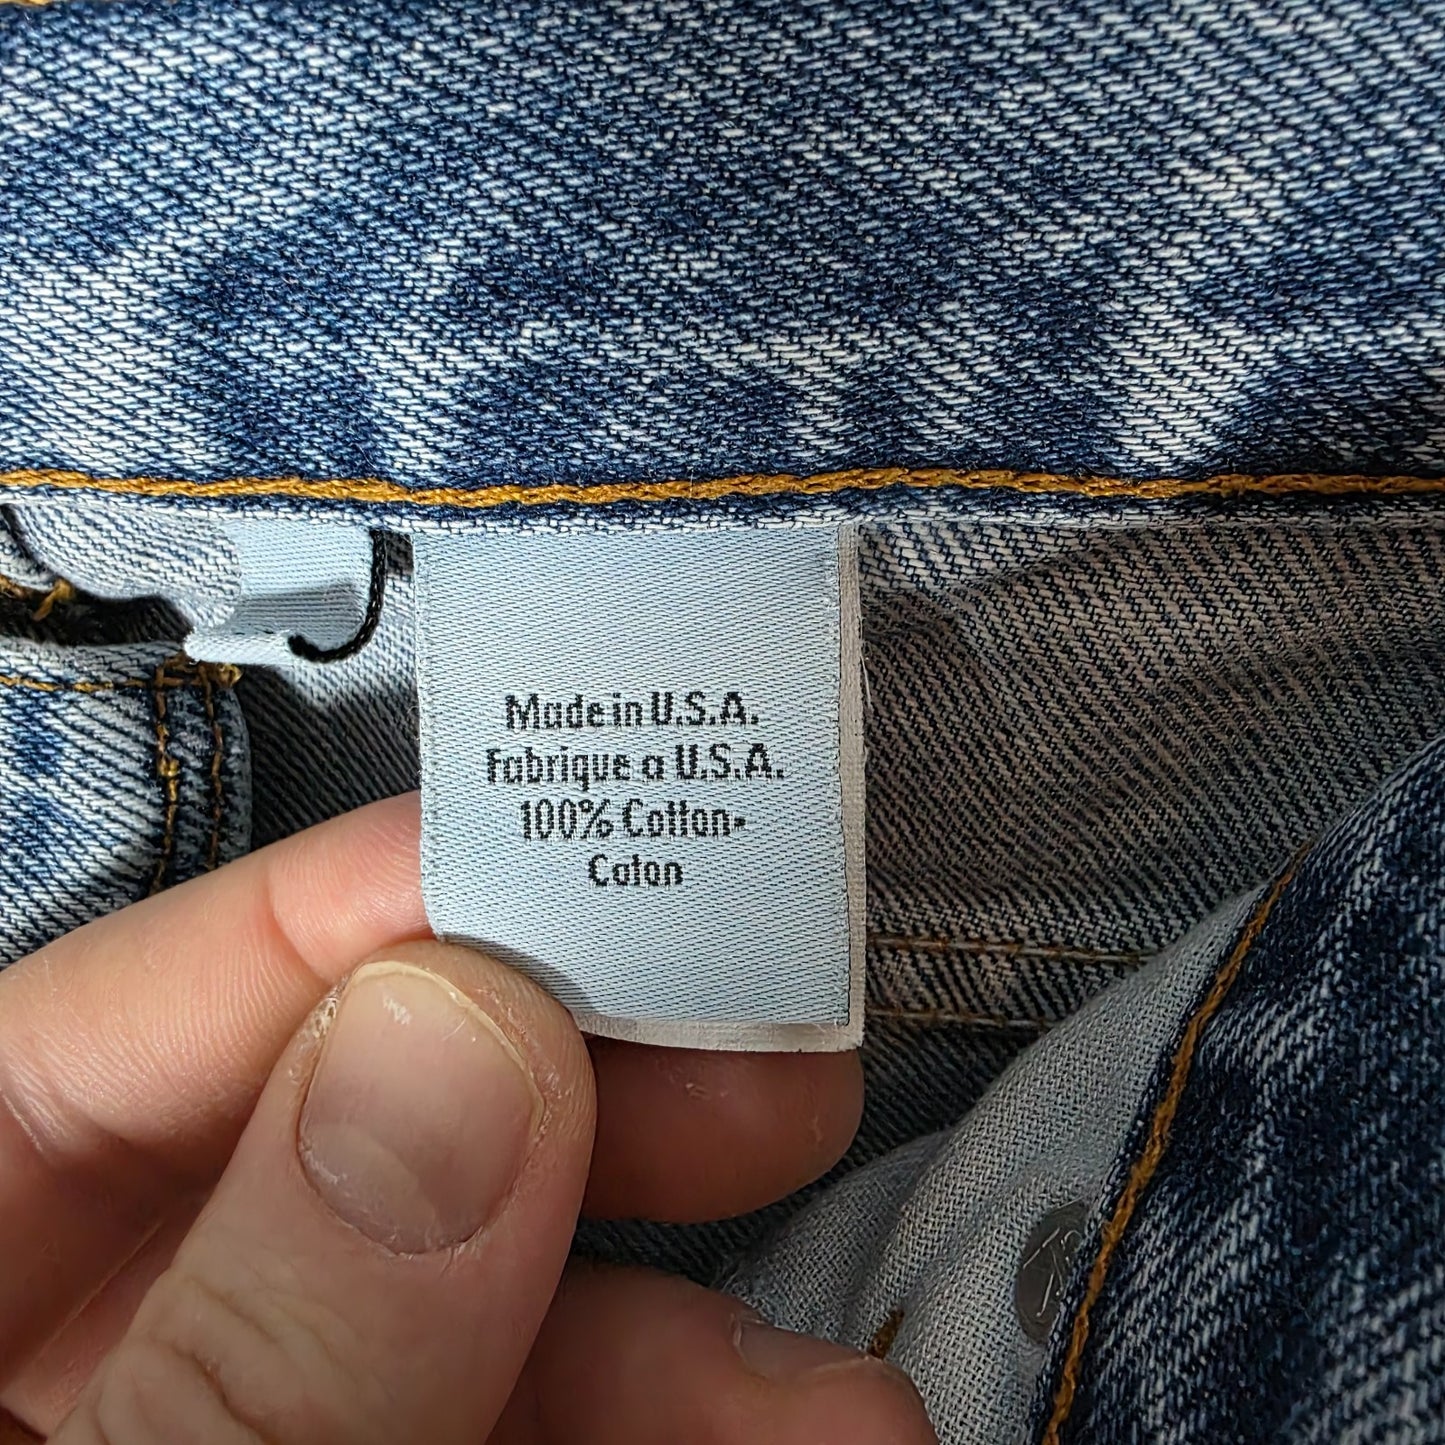 Made in U.S.A.
Fabrique a U.S.A.
100% Cotton-
Coton